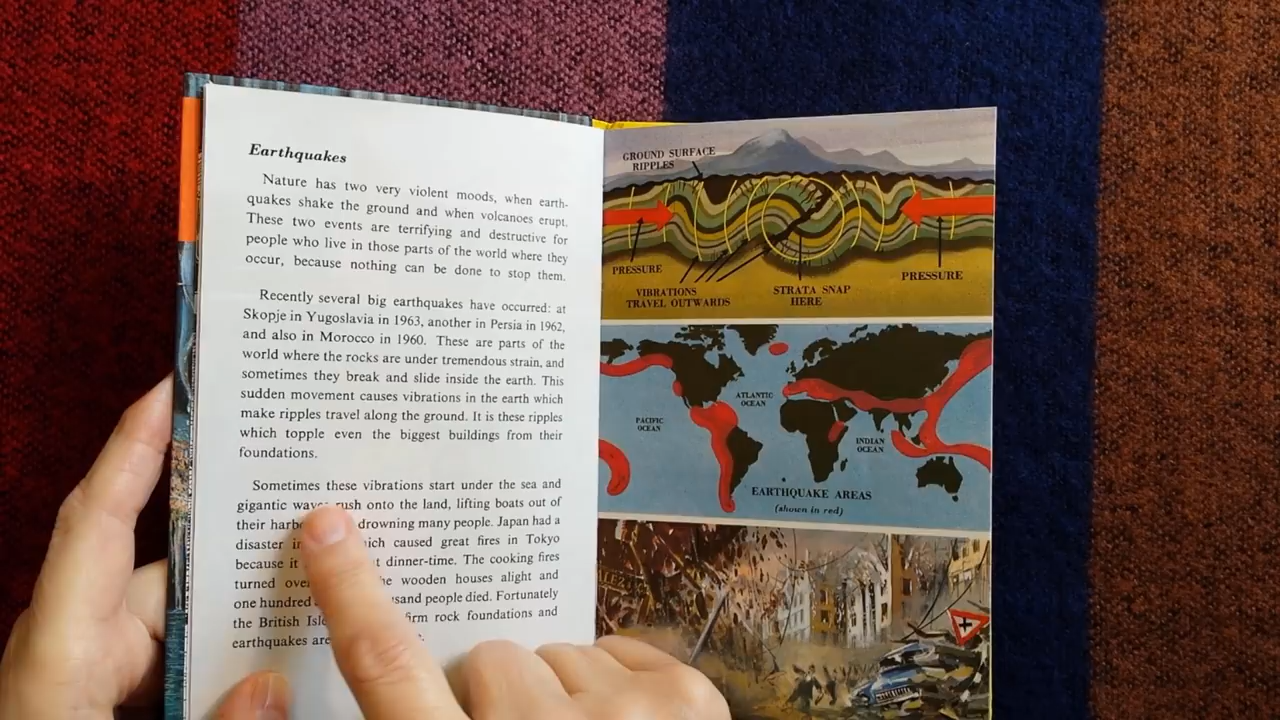 Earthquakes
Nature has two very violent moods, when earth-
quakes shake the ground and when volcanoes erupt.
These two events are terrifying and destructive for
people who live in those parts of the world where they
occur, because nothing can be done to stop them.
Recently several big earthquakes have occurred: at
Skopje in Yugoslavia in 1963, another in Persia in 1962,
and also in Morocco in 1960. These are parts of the
world where the rocks are under tremendous strain, and
sometimes they break and slide inside the earth. This
sudden movement causes vibrations in the earth which
make ripples travel along the ground. It is these ripples
which topple even the biggest buildings from their
foundations.
Sometimes these vibrations start under the sea and
gigantic waves rush onto the land, lifting boats out of
their drowning many people. Japan had a
disaster caused great fires in Tokyo
because it dinner-time. The cooking fires
turned wooden houses alight and
one hundred people died. Fortunately
the British rock foundations and
earthquakes are
GROUND SURFACE
RIPPLES
PRESSURE
VIBRATIONS
TRAVEL OUTWARDS
STRATA SNAP
HERE
PRESSURE
PACIFIC
OCEAN
ATLANTIC
OCEAN
INDIAN
OCEAN
EARTHQUAKE AREAS
(shown in red)